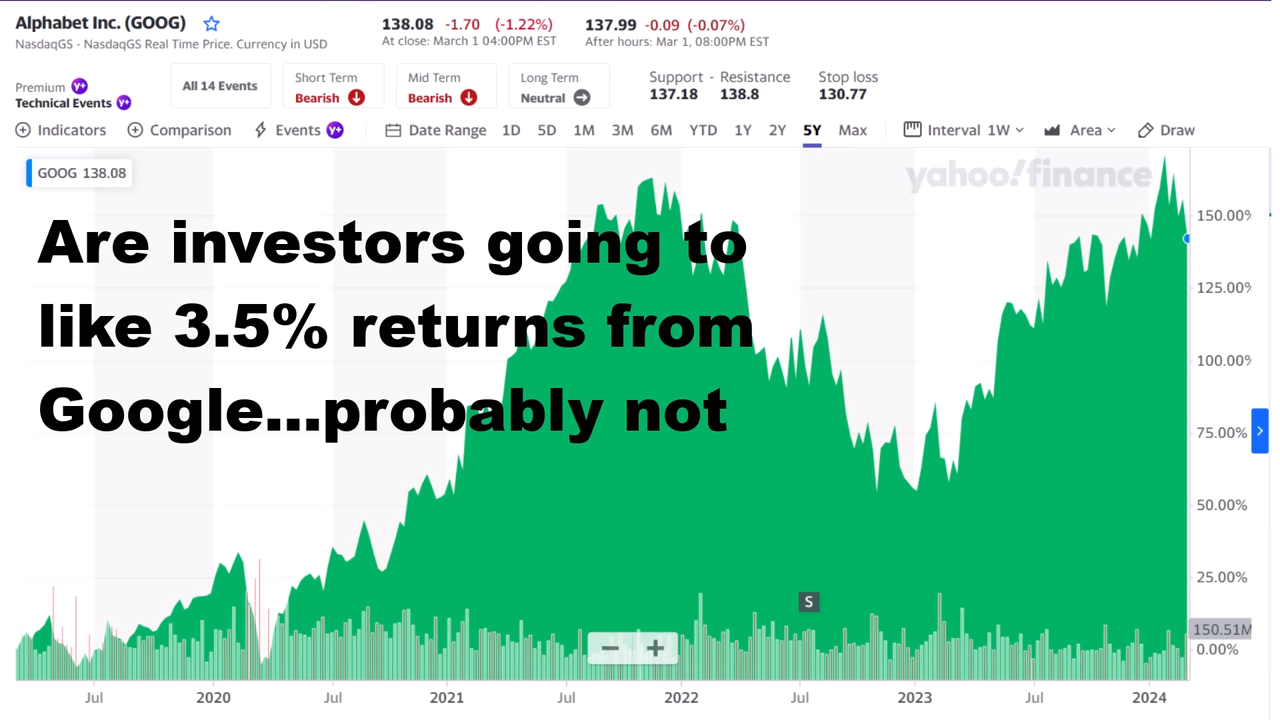 Alphabet Inc. (GOOG)
138.08 -1.70 (-1.22%) 137.99 -0.09 (-0.07%)
NasdaqGS - NasdaqGS Real Time Price. Currency in USD
At close: March 1 04:00PM EST After hours: Mar 1, 08:00PM EST
Premium Y+
Technical Events Y+
All 14 Events
Short Term
Bearish
Mid Term
Bearish
Long Term
Neutral
Support - Resistance
137.18 138.8
Stop loss
130.77
Indicators Comparison Events Y+ Date Range 1D 5D 1M 3M 6M YTD 1Y 2Y 5Y Max Interval 1W Area Draw
GOOG 138.08
yahoo!finance
Are investors going to
like 3.5% returns from
Google...probably not
150.00%
125.00%
100.00%
75.00%
50.00%
25.00%
S
150.51M
0.00%
Jul 2020 Jul 2021 Jul 2022 Jul 2023 Jul 2024